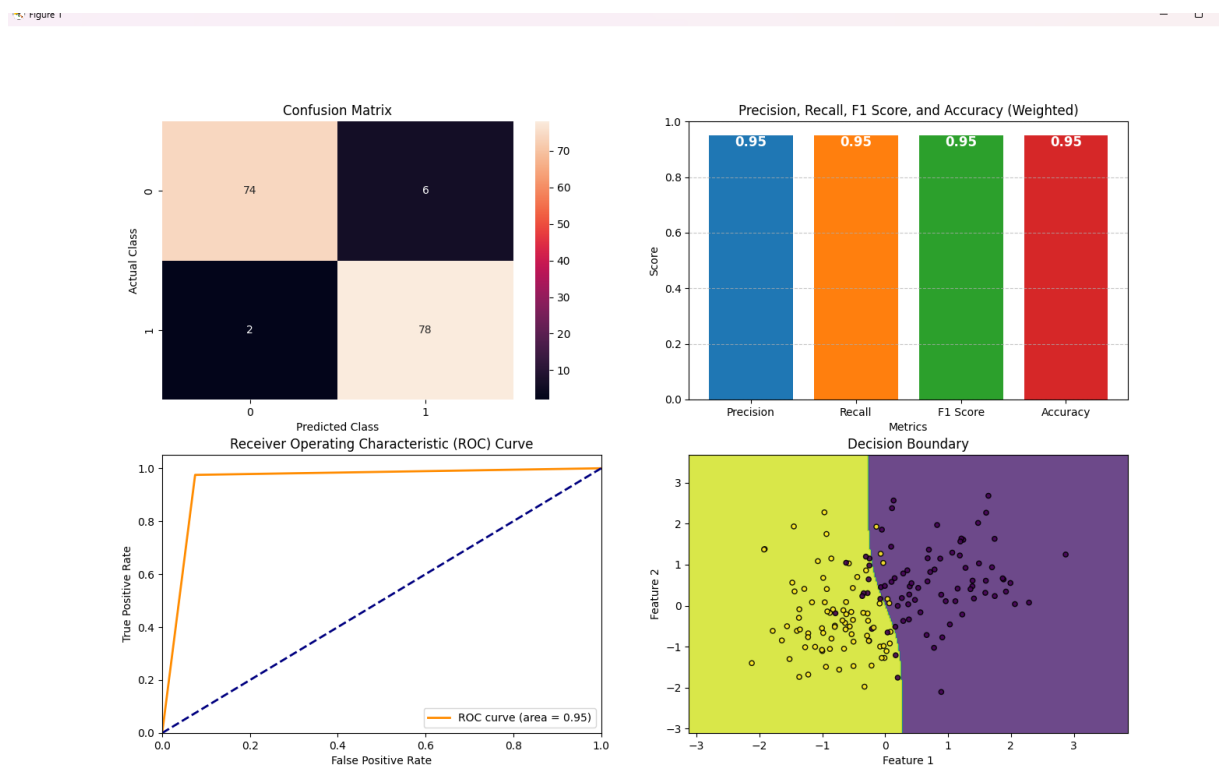 Figure 1
Confusion Matrix
Actual Class
0
1
74
6
2
78
0
1
Predicted Class
70
60
50
40
30
20
10
Precision, Recall, F1 Score, and Accuracy (Weighted)
Score
1.0
0.8
0.6
0.4
0.2
0.0
0.95
0.95
0.95
0.95
Precision
Recall
F1 Score
Accuracy
Metrics
Receiver Operating Characteristic (ROC) Curve
True Positive Rate
1.0
0.8
0.6
0.4
0.2
0.0
ROC curve (area = 0.95)
0.0
0.2
0.4
0.6
0.8
1.0
False Positive Rate
Decision Boundary
Feature 2
3
2
1
0
−1
−2
−3
−3
−2
−1
0
1
2
3
Feature 1